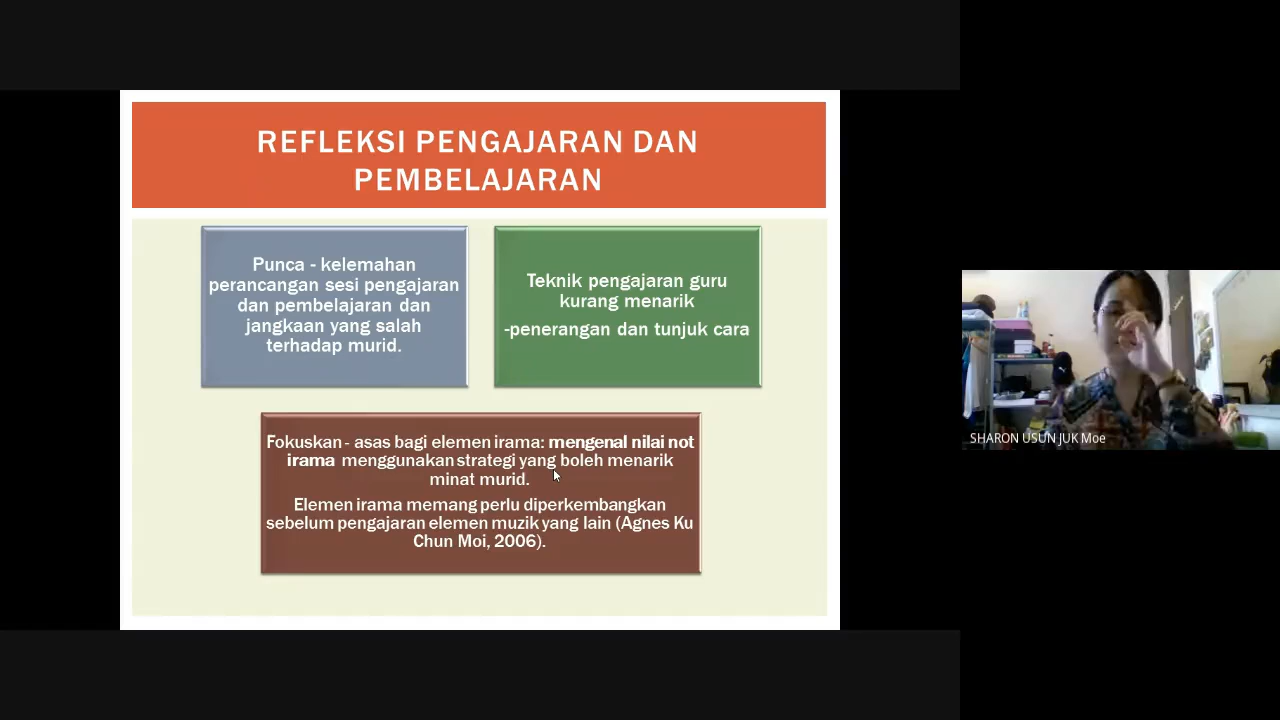 REFLEKSI PENGAJARAN DAN
PEMBELAJARAN
Punca - kelemahan
perancangan sesi pengajaran
dan pembelajaran dan
jangkaan yang salah
terhadap murid.
Teknik pengajaran guru
kurang menarik
-penerangan dan tunjuk cara
Fokuskan - asas bagi elemen irama: mengenal nilai not
irama menggunakan strategi yang boleh menarik
minat murid.
Elemen irama memang perlu diperkembangkan
sebelum pengajaran elemen muzik yang lain (Agnes Ku
Chun Moi, 2006).
SHARON USUN JUK Moe